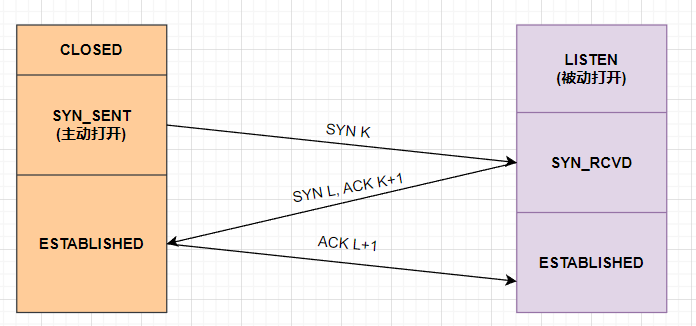 CLOSED
SYN_SENT
(主动打开)
ESTABLISHED
SYN K
SYN L, ACK K+1
ACK L+1
LISTEN
(被动打开)
SYN_RCVD
ESTABLISHED